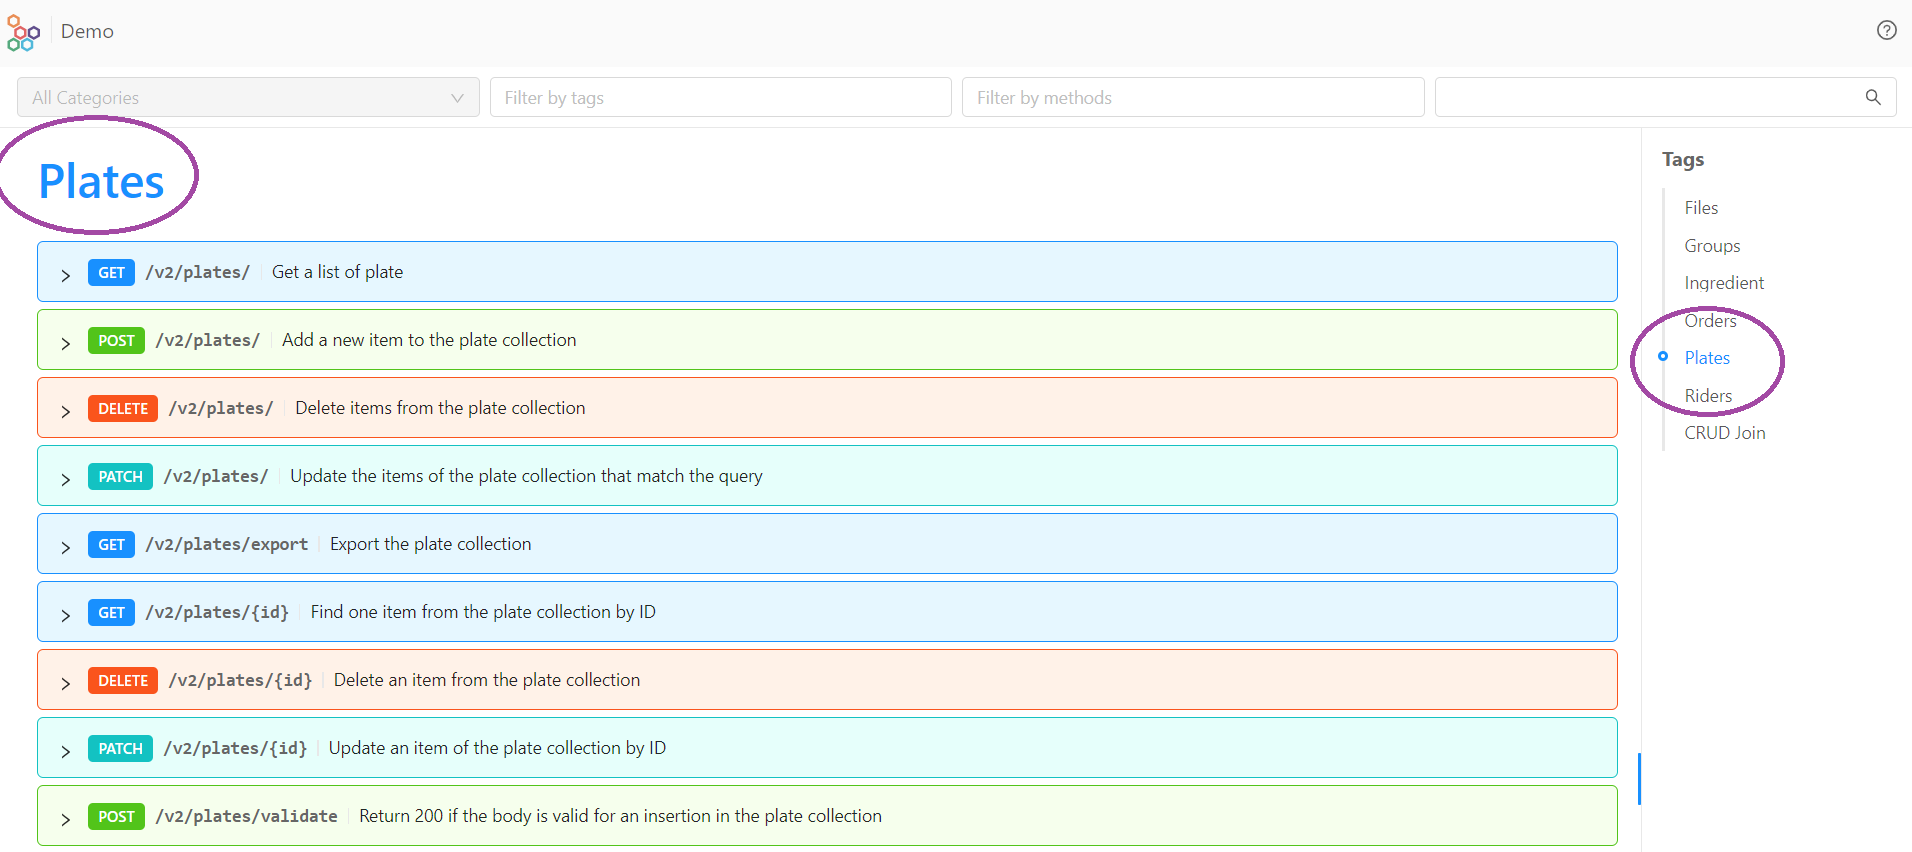 Demo
All Categories
Filter by tags
Filter by methods
Plates
GET /v2/plates/ Get a list of plate
POST /v2/plates/ Add a new item to the plate collection
DELETE /v2/plates/ Delete items from the plate collection
PATCH /v2/plates/ Update the items of the plate collection that match the query
GET /v2/plates/export Export the plate collection
GET /v2/plates/{id} Find one item from the plate collection by ID
DELETE /v2/plates/{id} Delete an item from the plate collection
PATCH /v2/plates/{id} Update an item of the plate collection by ID
POST /v2/plates/validate Return 200 if the body is valid for an insertion in the plate collection
Tags
Files
Groups
Ingredient
Orders
Plates
Riders
CRUD Join